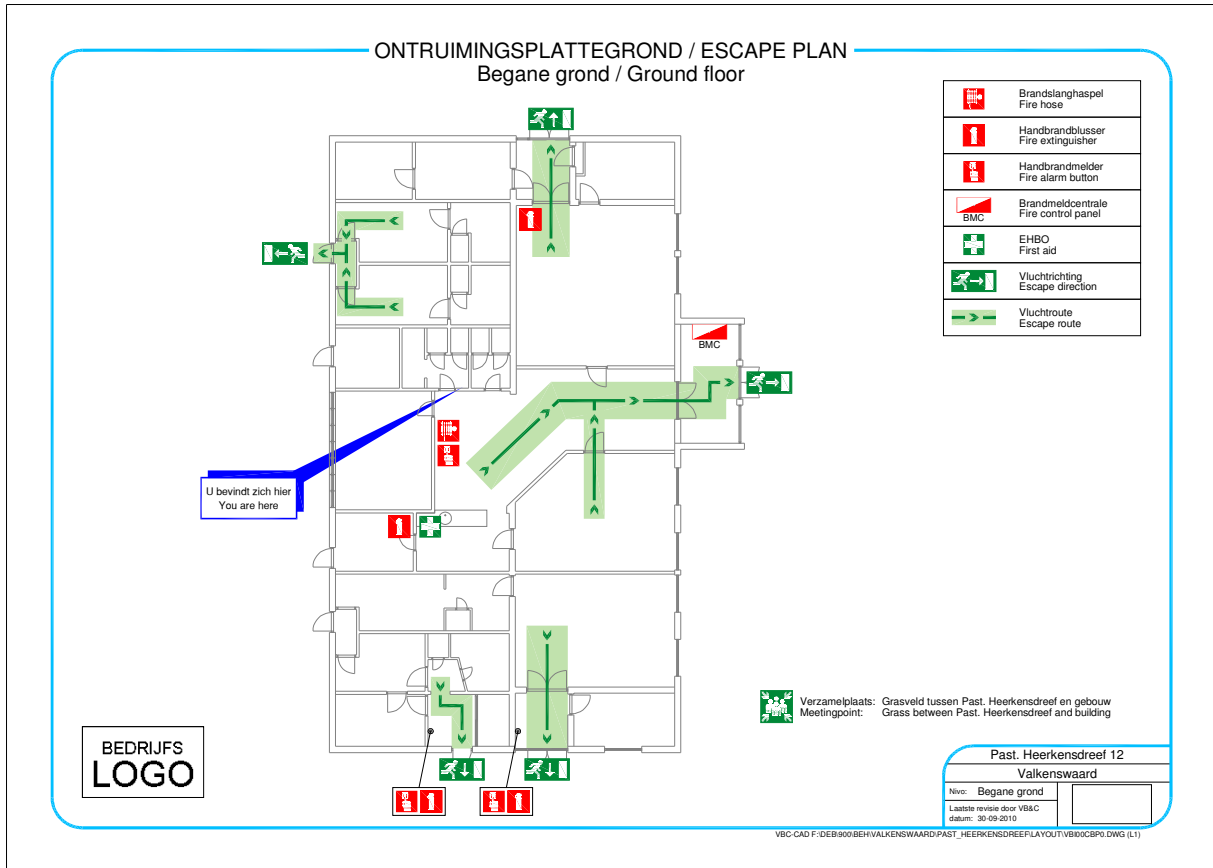 ONTRUIMINGSPLATTEGROND / ESCAPE PLAN
Begane grond / Ground floor
Brandslanghaspel
Fire hose
Handbrandblusser
Fire extinguisher
Handbrandmelder
Fire alarm button
BMC
Brandmeldcentrale
Fire control panel
EHBO
First aid
Vluchtrichting
Escape direction
Vluchtroute
Escape route
BMC
U bevindt zich hier
You are here
Verzamelplaats: Grasveld tussen Past. Heerkensdreef en gebouw
Meetingpoint: Grass between Past. Heerkensdreef and building
BEDRIJFS
LOGO
Past. Heerkensdreef 12
Valkenswaard
Nivo: Begane grond
Laatste revisie door VB&C
datum: 30-09-2010
VBC-CAD F:\DEB\900\BEH\VALKENSWAARD\PAST_HEERKENSDREEF\LAYOUT\VBI00CBP0.DWG (L1)